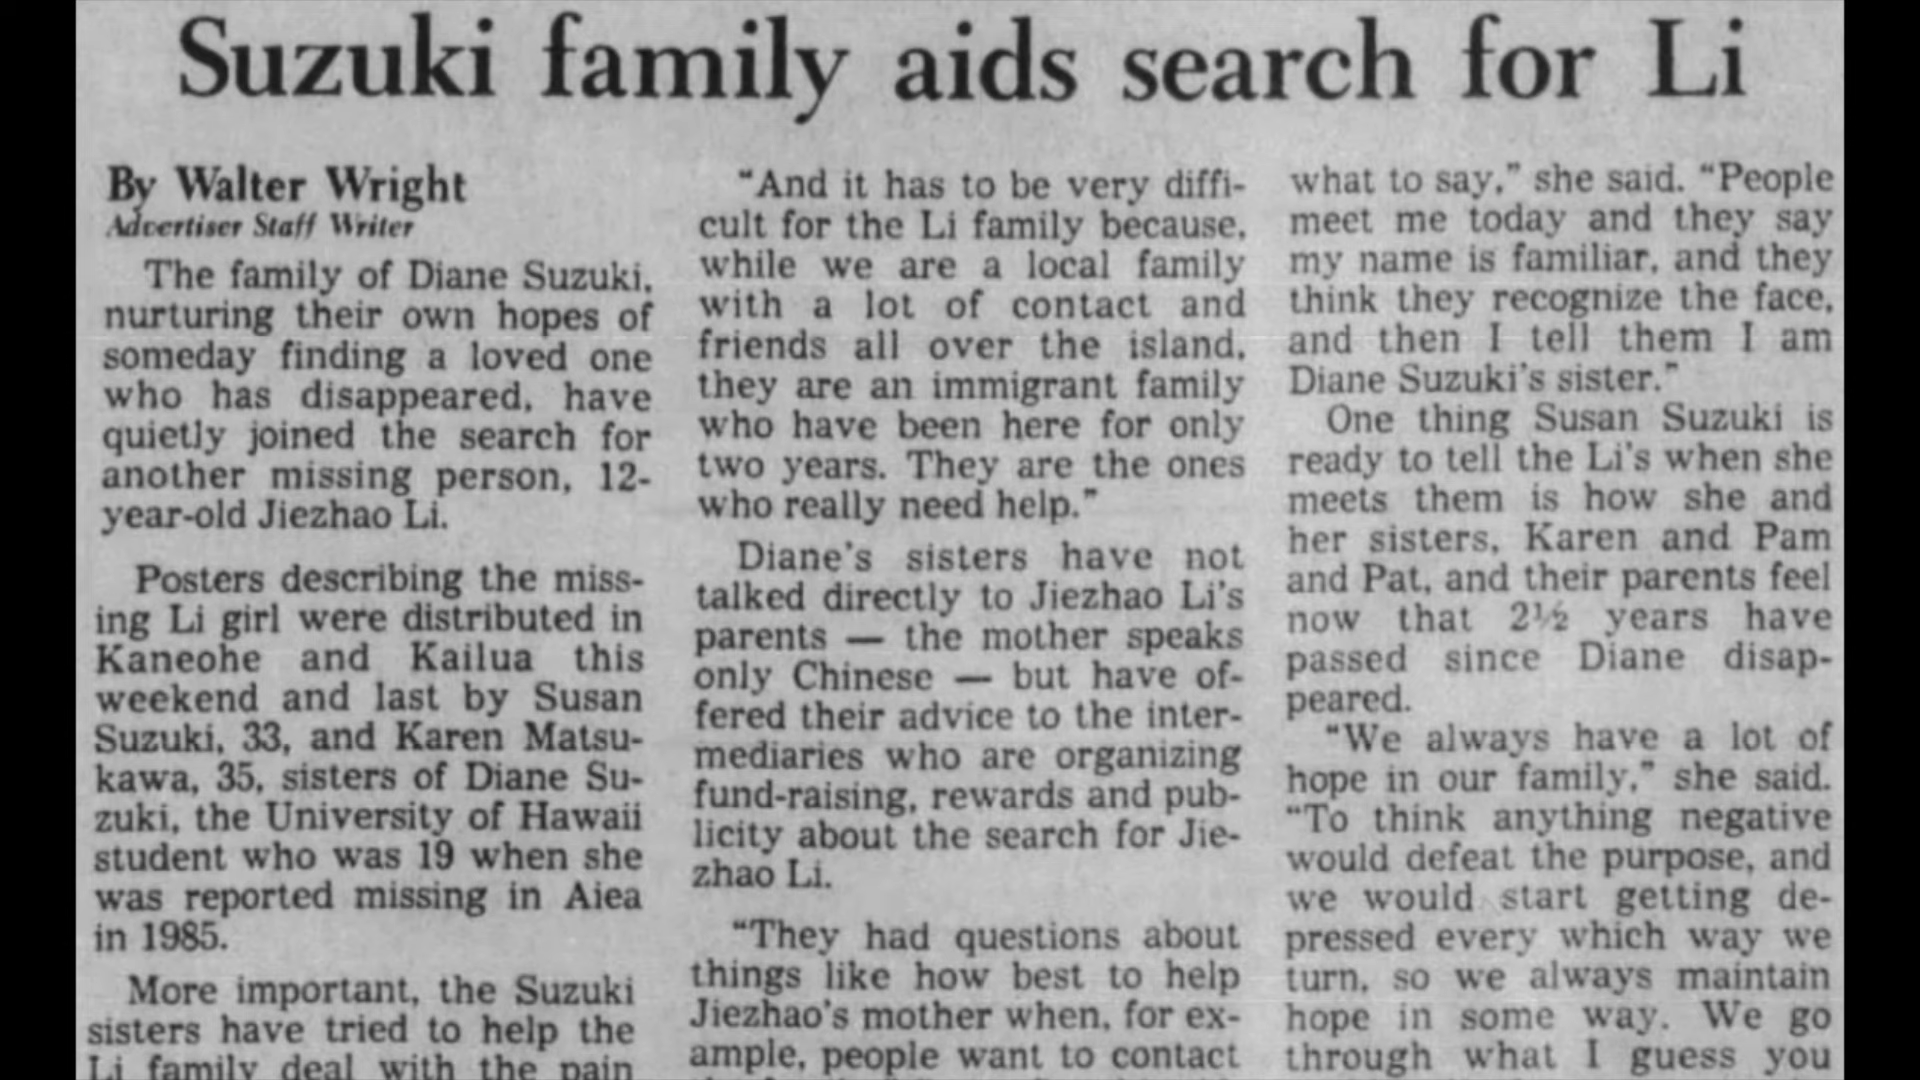 Suzuki family aids search for Li
By Walter Wright
Advertiser Staff Writer
The family of Diane Suzuki,
nurturing their own hopes of
someday finding a loved one
who has disappeared, have
quietly joined the search for
another missing person, 12-
year-old Jiezhao Li.
Posters describing the miss-
ing Li girl were distributed in
Kaneohe and Kailua this
weekend and last by Susan
Suzuki, 33, and Karen Matsu-
kawa, 35, sisters of Diane Su-
zuki, the University of Hawaii
student who was 19 when she
was reported missing in Aiea
in 1985.
More important, the Suzuki
sisters have tried to help the
Li family deal with the pain
“And it has to be very diffi-
cult for the Li family because,
while we are a local family
with a lot of contact and
friends all over the island,
they are an immigrant family
who have been here for only
two years. They are the ones
who really need help.”
Diane’s sisters have not
talked directly to Jiezhao Li’s
parents — the mother speaks
only Chinese — but have of-
fered their advice to the inter-
mediaries who are organizing
fund-raising, rewards and pub-
licity about the search for Jie-
zhao Li.
“They had questions about
things like how best to help
Jiezhao’s mother when, for ex-
ample, people want to contact
what to say,” she said. “People
meet me today and they say
my name is familiar, and they
think they recognize the face,
and then I tell them I am
Diane Suzuki’s sister.”
One thing Susan Suzuki is
ready to tell the Li’s when she
meets them is how she and
her sisters, Karen and Pam
and Pat, and their parents feel
now that 2½ years have
passed since Diane disap-
peared.
“We always have a lot of
hope in our family,” she said.
“To think anything negative
would defeat the purpose, and
we would start getting de-
pressed every which way we
turn, so we always maintain
hope in some way. We go
through what I guess you